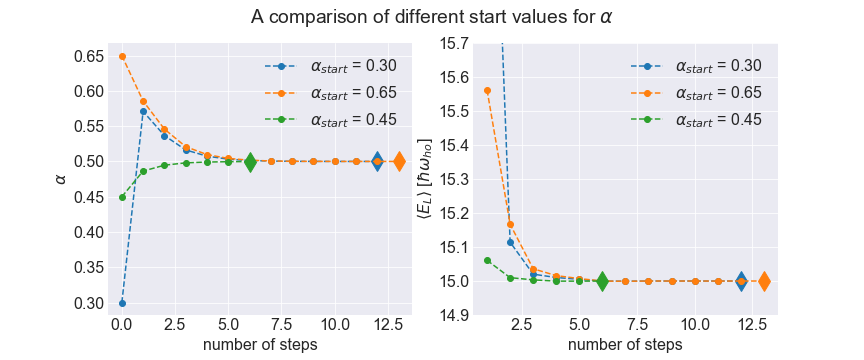 A comparison of different start values for α
α_start = 0.30
α_start = 0.65
α_start = 0.45
0.65
0.60
0.55
0.50
0.45
0.40
0.35
0.30
α
0.0 2.5 5.0 7.5 10.0 12.5
number of steps
α_start = 0.30
α_start = 0.65
α_start = 0.45
15.7
15.6
15.5
15.4
15.3
15.2
15.1
15.0
14.9
⟨E_L⟩ [ħω_ho]
2.5 5.0 7.5 10.0 12.5
number of steps